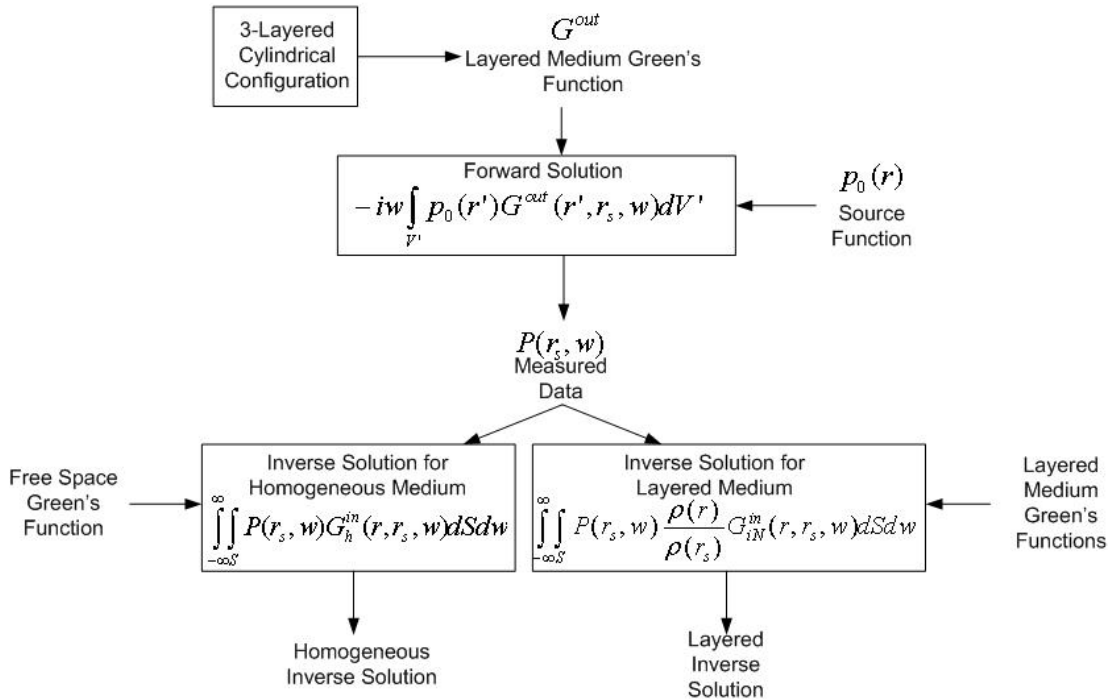 3-Layered
Cylindrical
Configuration
G^{out}
Layered Medium Green's
Function
Forward Solution
-iw ∫_{V'} p_0(r')G^{out}(r',r_s,w)dV'
p_0(r)
Source
Function
P(r_s,w)
Measured
Data
Free Space
Green's
Function
Inverse Solution for
Homogeneous Medium
∫_{-∞}^{∞}∫_S P(r_s,w)G_h^{in}(r,r_s,w)dSdw
Inverse Solution for
Layered Medium
∫_{-∞}^{∞}∫_S P(r_s,w) ρ(r)/ρ(r_s) G_{iN}^{in}(r,r_s,w)dSdw
Layered
Medium
Green's
Functions
Homogeneous
Inverse Solution
Layered
Inverse
Solution